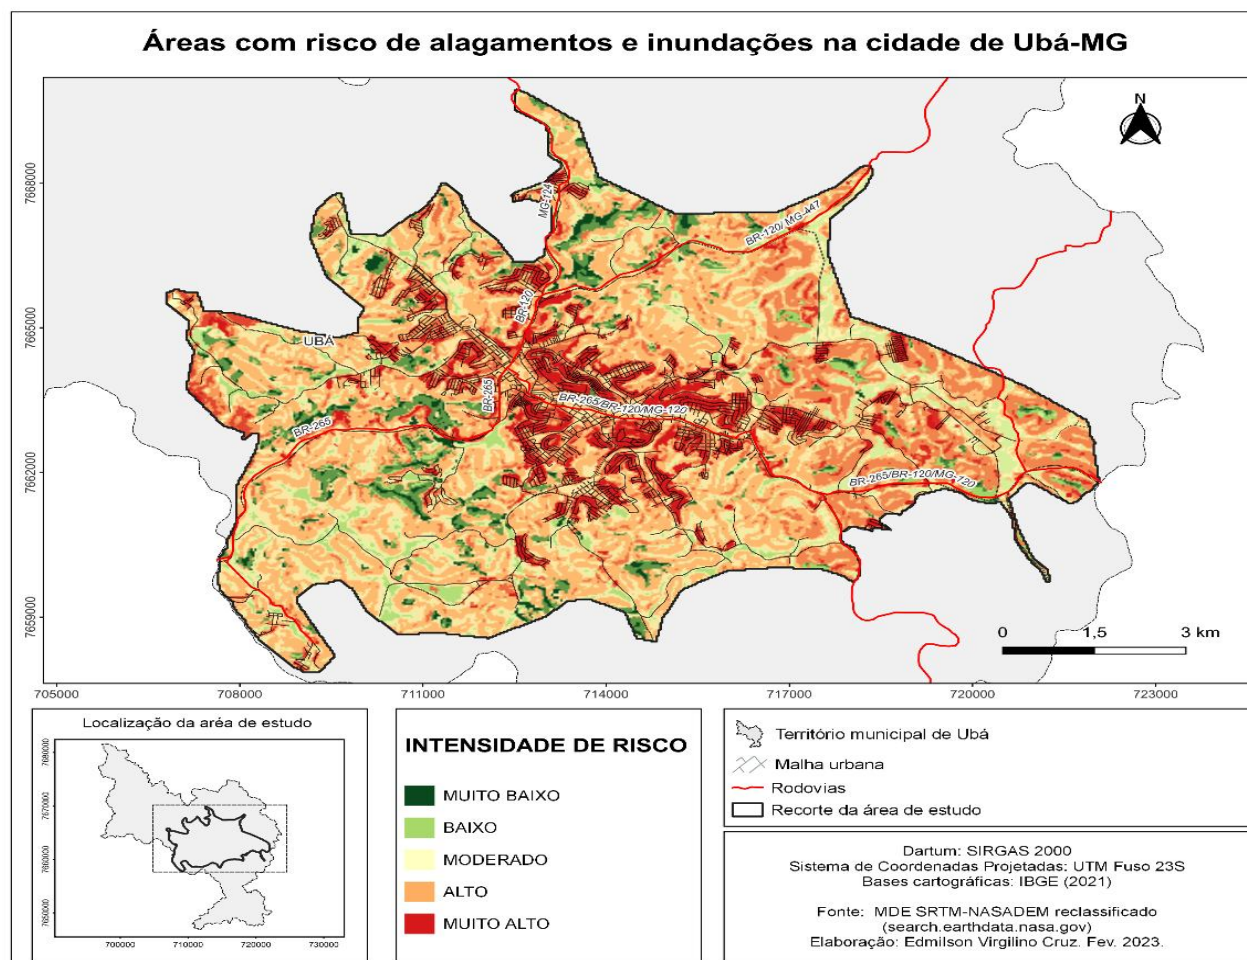 Áreas com risco de alagamentos e inundações na cidade de Ubá-MG
N
7668000
7665000
7662000
7659000
MG-124
BR-120/ MG-447
BR-120
UBÁ
BR-265
BR-265/BR-120/MG-120
BR-265
BR-265/BR-120/MG-120
0 1,5 3 km
705000 708000 711000 714000 717000 720000 723000
Localização da aréa de estudo
7680000
7670000
7660000
7650000
700000 710000 720000 730000
INTENSIDADE DE RISCO
MUITO BAIXO
BAIXO
MODERADO
ALTO
MUITO ALTO
Território municipal de Ubá
Malha urbana
Rodovias
Recorte da área de estudo
Dartum: SIRGAS 2000
Sistema de Coordenadas Projetadas: UTM Fuso 23S
Bases cartográficas: IBGE (2021)
Fonte: MDE SRTM-NASADEM reclassificado
(search.earthdata.nasa.gov)
Elaboração: Edmilson Virgilino Cruz. Fev. 2023.